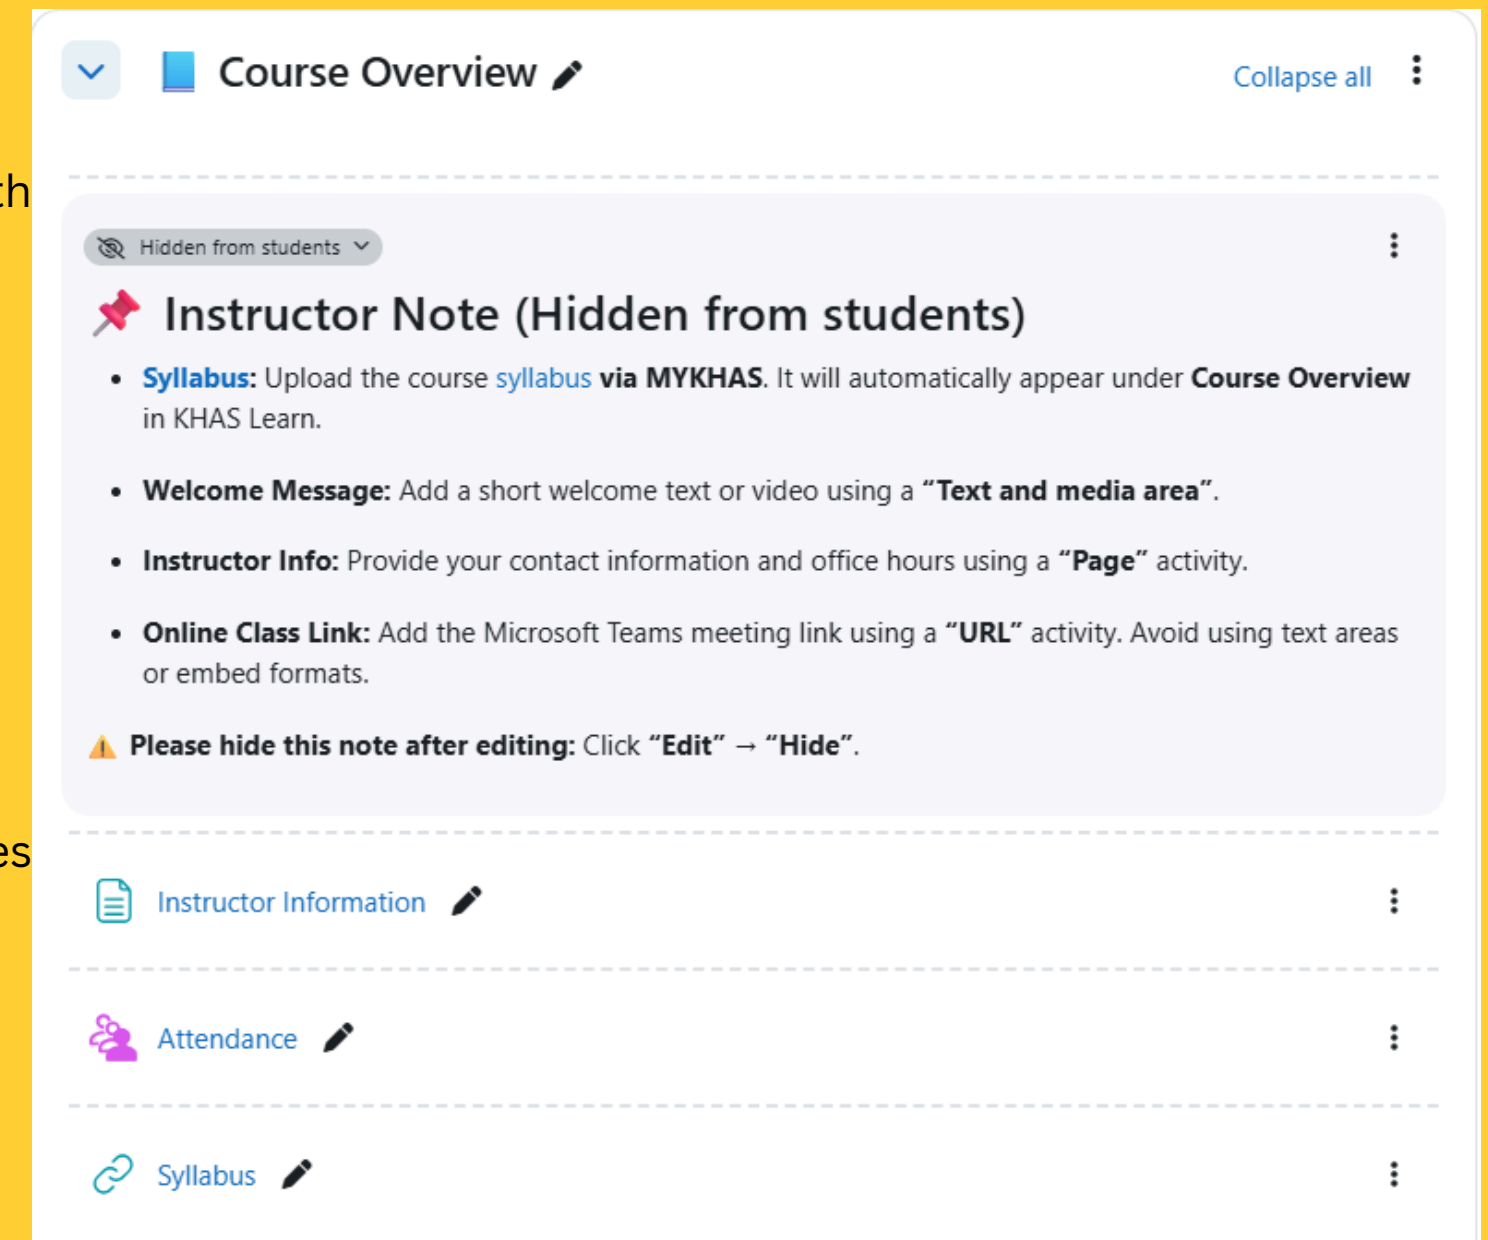 Course Overview
Collapse all
th
Hidden from students
Instructor Note (Hidden from students)
Syllabus: Upload the course syllabus via MYKHAS. It will automatically appear under Course Overview
in KHAS Learn.
Welcome Message: Add a short welcome text or video using a “Text and media area”.
Instructor Info: Provide your contact information and office hours using a “Page” activity.
Online Class Link: Add the Microsoft Teams meeting link using a “URL” activity. Avoid using text areas
or embed formats.
Please hide this note after editing: Click “Edit” → “Hide”.
es
Instructor Information
Attendance
Syllabus